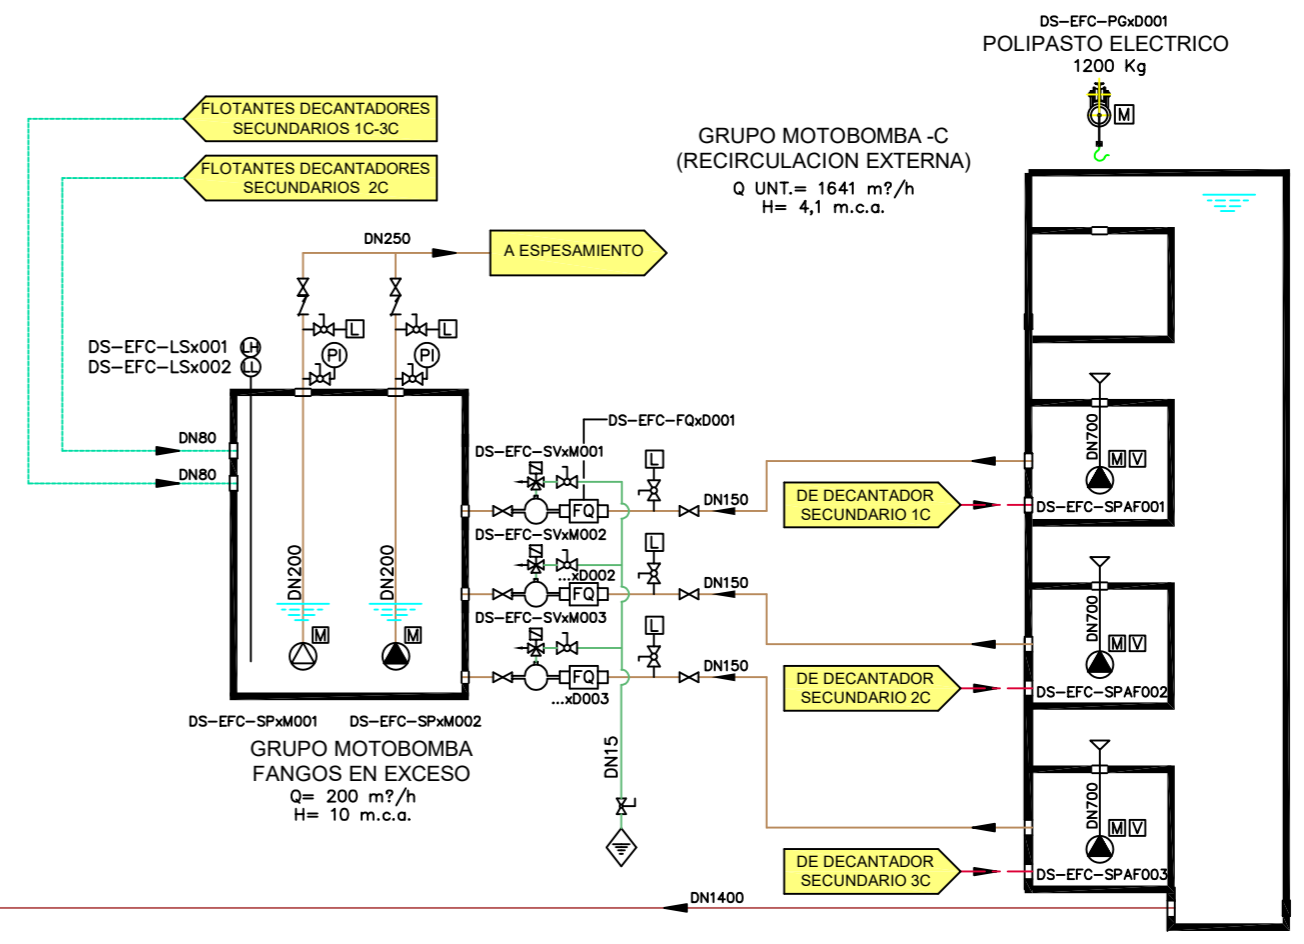 DS-EFC-PGxD001
POLIPASTO ELECTRICO
1200 Kg
M
FLOTANTES DECANTADORES
SECUNDARIOS 1C-3C
FLOTANTES DECANTADORES
SECUNDARIOS 2C
GRUPO MOTOBOMBA -C
(RECIRCULACION EXTERNA)
Q UNT.= 1641 m?/h
H= 4,1 m.c.a.
DN250
A ESPESAMIENTO
L
L
PI
PI
DS-EFC-LSx001 LH
DS-EFC-LSx002 LL
DN80
DN80
DN200
DN200
M
M
DS-EFC-SPxM001
DS-EFC-SPxM002
GRUPO MOTOBOMBA
FANGOS EN EXCESO
Q= 200 m?/h
H= 10 m.c.a.
DS-EFC-FQxD001
DS-EFC-SVxM001
L
FQ
DN150
DS-EFC-SVxM002
L
...xD002
FQ
DN150
DS-EFC-SVxM003
L
FQ
DN150
...xD003
DN15
DE DECANTADOR
SECUNDARIO 1C
DN700
M V
DS-EFC-SPAF001
DE DECANTADOR
SECUNDARIO 2C
DN700
M V
DS-EFC-SPAF002
DE DECANTADOR
SECUNDARIO 3C
DN700
M V
DS-EFC-SPAF003
DN1400